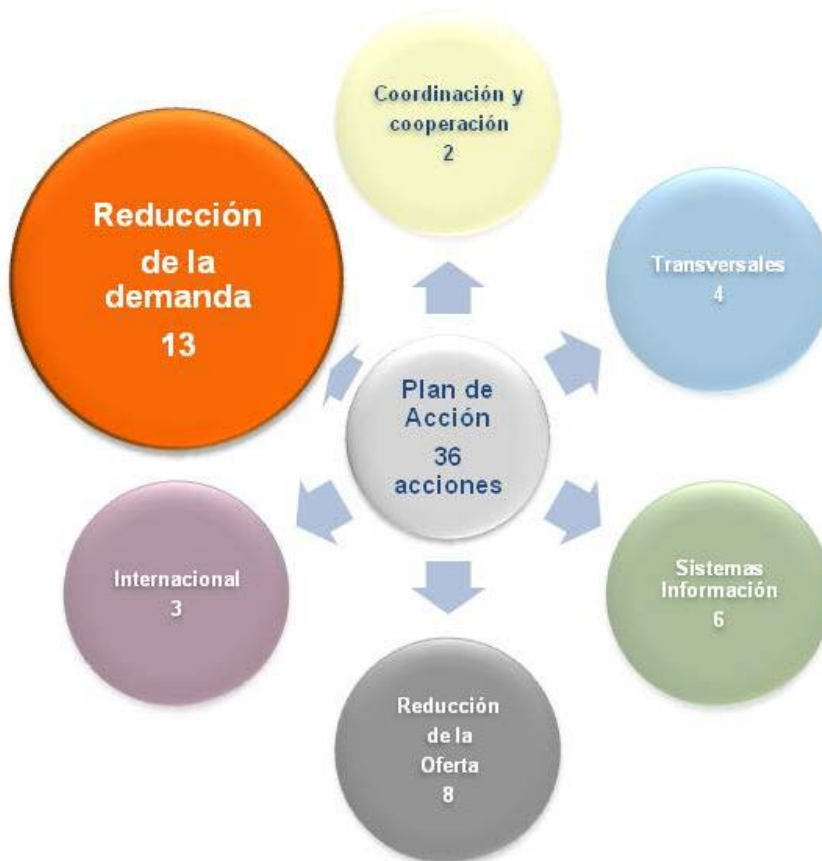 Coordinación y
cooperación
2
Reducción
de la
demanda
13
Transversales
4
Plan de
Acción
36
acciones
Internacional
3
Sistemas
Información
6
Reducción
de la
Oferta
8